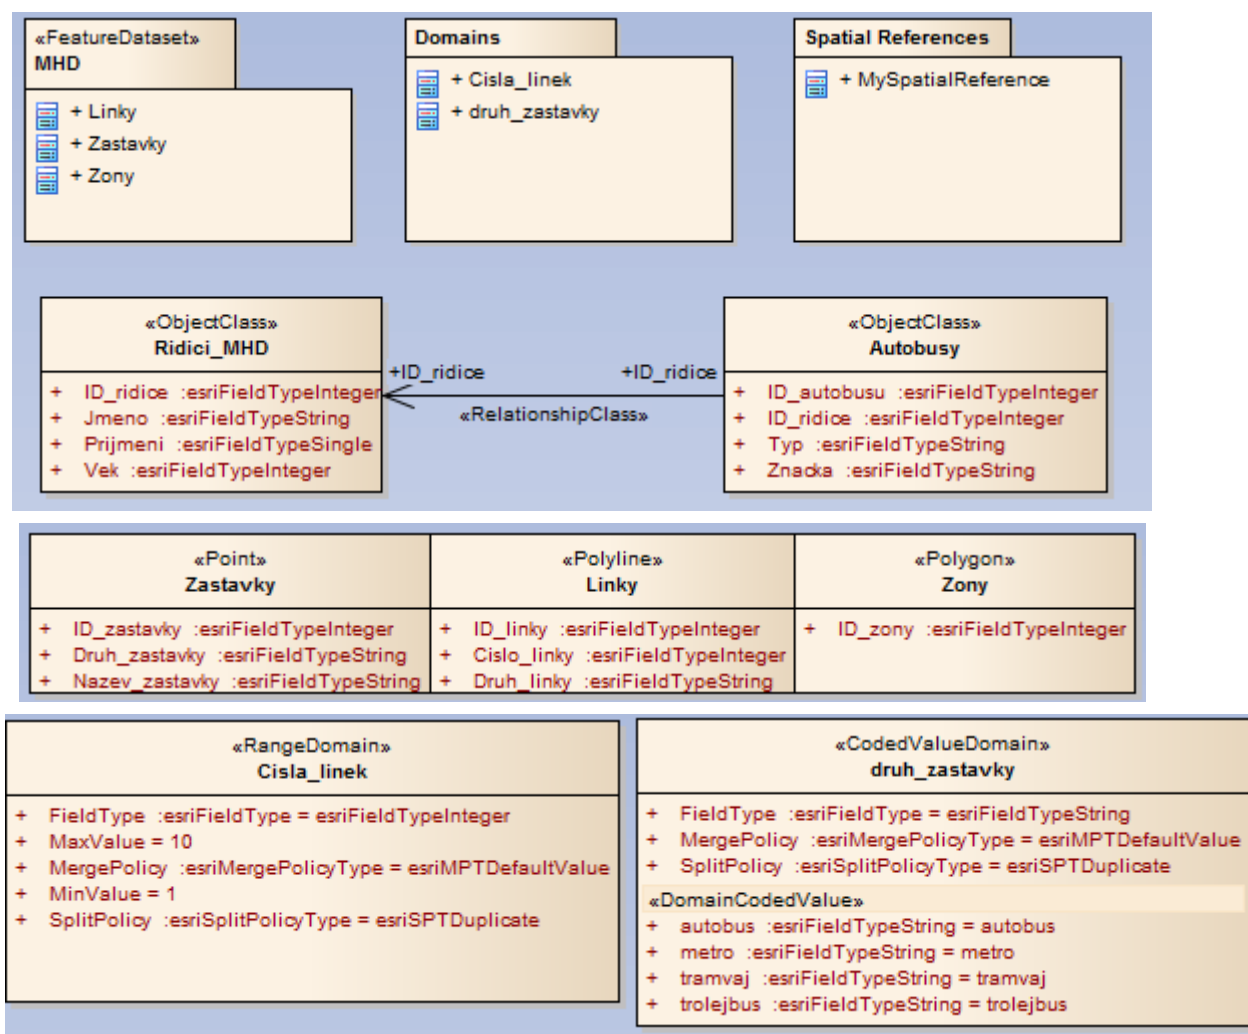 «FeatureDataset»
MHD
+ Linky
+ Zastavky
+ Zony
Domains
+ Cisla_linek
+ druh_zastavky
Spatial References
+ MySpatialReference
«ObjectClass»
Ridici_MHD
+ ID_ridice :esriFieldTypeInteger
+ Jmeno :esriFieldTypeString
+ Prijmeni :esriFieldTypeSingle
+ Vek :esriFieldTypeInteger
+ID_ridice +ID_ridice
«RelationshipClass»
«ObjectClass»
Autobusy
+ ID_autobusu :esriFieldTypeInteger
+ ID_ridice :esriFieldTypeInteger
+ Typ :esriFieldTypeString
+ Znacka :esriFieldTypeString
«Point»
Zastavky
+ ID_zastavky :esriFieldTypeInteger
+ Druh_zastavky :esriFieldTypeString
+ Nazev_zastavky :esriFieldTypeString
«Polyline»
Linky
+ ID_linky :esriFieldTypeInteger
+ Cislo_linky :esriFieldTypeInteger
+ Druh_linky :esriFieldTypeString
«Polygon»
Zony
+ ID_zony :esriFieldTypeInteger
«RangeDomain»
Cisla_linek
+ FieldType :esriFieldType = esriFieldTypeInteger
+ MaxValue = 10
+ MergePolicy :esriMergePolicyType = esriMPTDefaultValue
+ MinValue = 1
+ SplitPolicy :esriSplitPolicyType = esriSPTDuplicate
«CodedValueDomain»
druh_zastavky
+ FieldType :esriFieldType = esriFieldTypeString
+ MergePolicy :esriMergePolicyType = esriMPTDefaultValue
+ SplitPolicy :esriSplitPolicyType = esriSPTDuplicate
«DomainCodedValue»
+ autobus :esriFieldTypeString = autobus
+ metro :esriFieldTypeString = metro
+ tramvaj :esriFieldTypeString = tramvaj
+ trolejbus :esriFieldTypeString = trolejbus